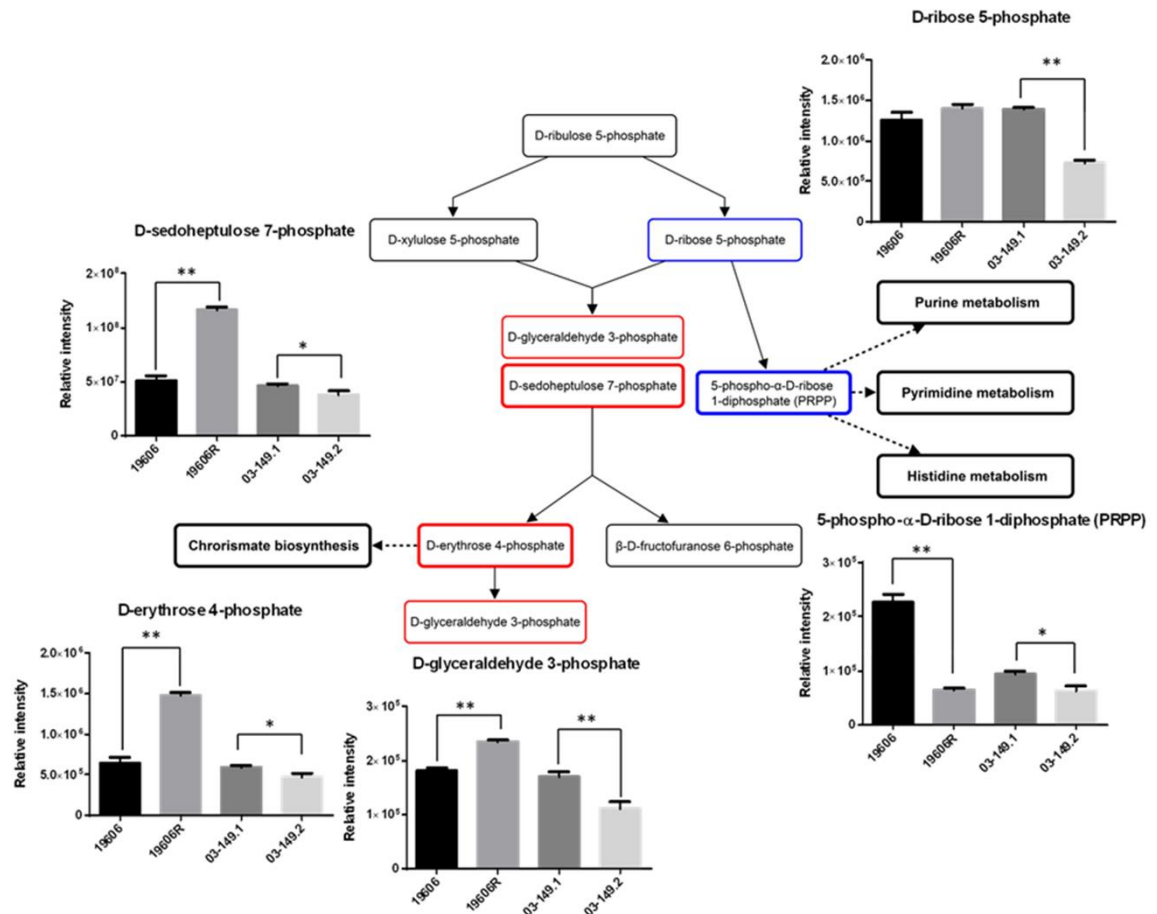 D-ribose 5-phosphate
Relative intensity
2.0×10⁶
1.5×10⁶
1.0×10⁶
5.0×10⁵
0
**
19606
19606R
03-149.1
03-149.2
D-ribulose 5-phosphate
D-xylulose 5-phosphate
D-ribose 5-phosphate
D-sedoheptulose 7-phosphate
Relative intensity
2×10⁸
1×10⁸
5×10⁷
0
**
*
19606
19606R
03-149.1
03-149.2
D-glyceraldehyde 3-phosphate
D-sedoheptulose 7-phosphate
5-phospho-α-D-ribose
1-diphosphate (PRPP)
Purine metabolism
Pyrimidine metabolism
Histidine metabolism
Chrorismate biosynthesis
D-erythrose 4-phosphate
β-D-fructofuranose 6-phosphate
D-glyceraldehyde 3-phosphate
5-phospho-α-D-ribose 1-diphosphate (PRPP)
Relative intensity
3×10⁵
2×10⁵
1×10⁵
0
**
*
19606
19606R
03-149.1
03-149.2
D-erythrose 4-phosphate
Relative intensity
2.0×10⁶
1.5×10⁶
1.0×10⁶
5.0×10⁵
0
**
*
19606
19606R
03-149.1
03-149.2
D-glyceraldehyde 3-phosphate
Relative intensity
3×10⁵
2×10⁵
1×10⁵
0
**
**
19606
19606R
03-149.1
03-149.2